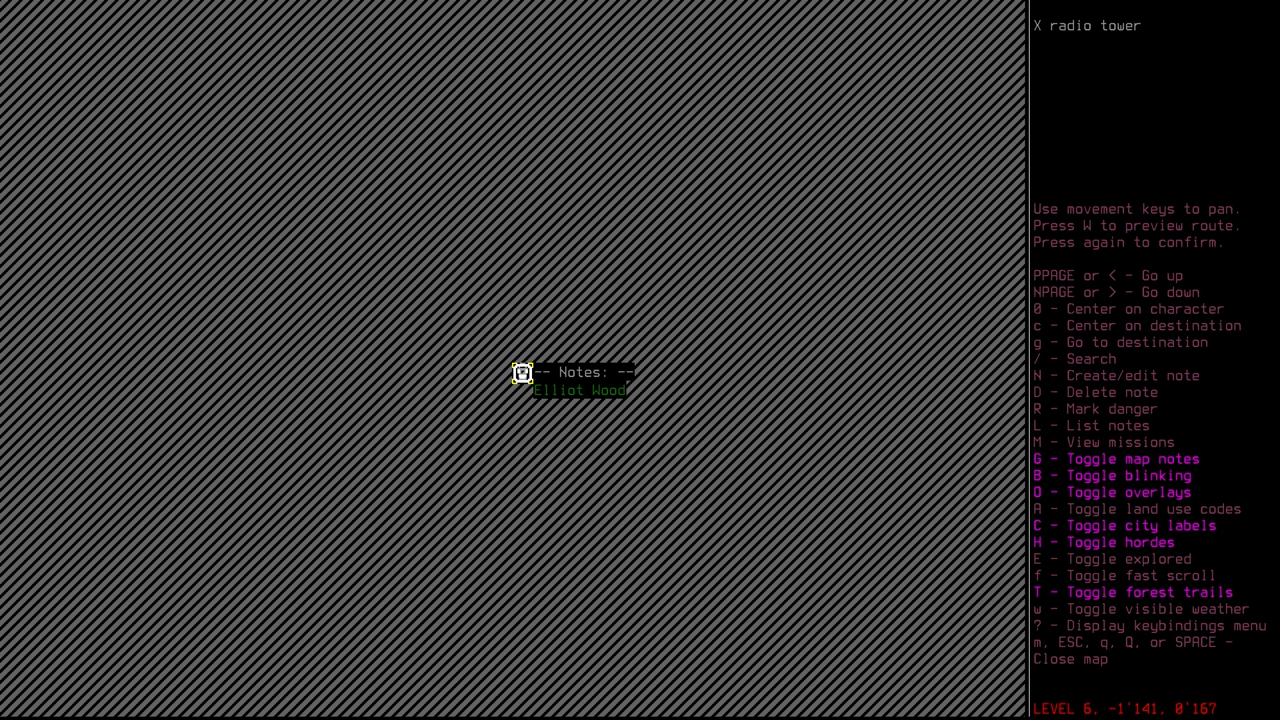 X radio tower
Use movement keys to pan.
Press W to preview route.
Press again to confirm.
PPAGE or < - Go up
NPAGE or > - Go down
0 - Center on character
c - Center on destination
g - Go to destination
/ - Search
-- Notes: --
N - Create/edit note
Elliot Wood
D - Delete note
R - Mark danger
L - List notes
M - View missions
G - Toggle map notes
B - Toggle blinking
O - Toggle overlays
A - Toggle land use codes
C - Toggle city labels
H - Toggle hordes
E - Toggle explored
f - Toggle fast scroll
T - Toggle forest trails
w - Toggle visible weather
? - Display keybindings menu
m, ESC, q, Q, or SPACE -
Close map
LEVEL 6, -1'141, 0'167